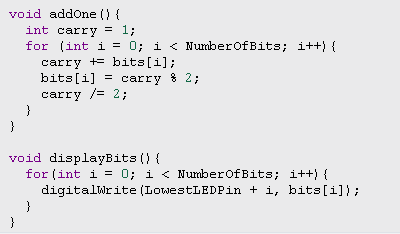 void addOne(){
  int carry = 1;
  for (int i = 0; i < NumberOfBits; i++){
    carry += bits[i];
    bits[i] = carry % 2;
    carry /= 2;
  }
}

void displayBits(){
  for(int i = 0; i < NumberOfBits; i++){
    digitalWrite(LowestLEDPin + i, bits[i]);
  }
}